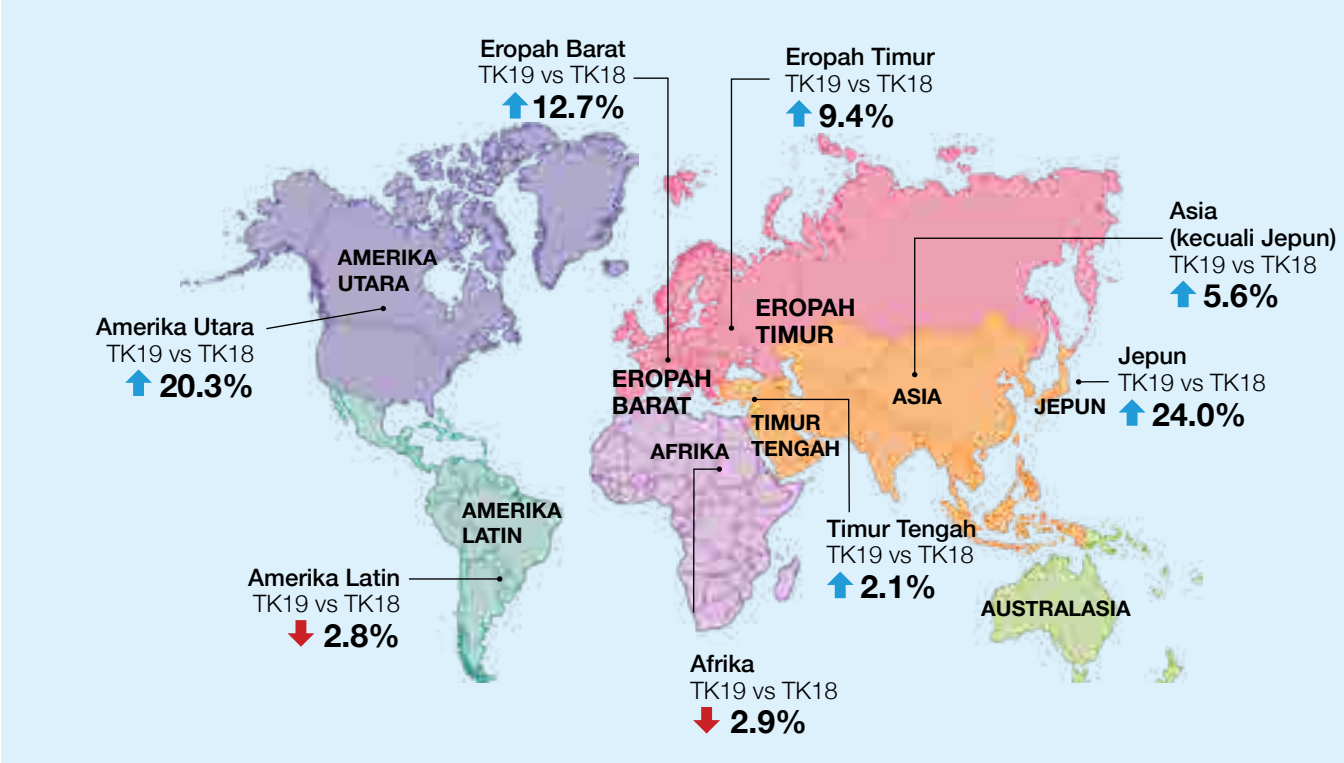 Eropah Barat
TK19 vs TK18
12.7%
Eropah Timur
TK19 vs TK18
9.4%
Asia
(kecuali Jepun)
TK19 vs TK18
5.6%
AMERIKA
UTARA
Amerika Utara
TK19 vs TK18
20.3%
EROPAH
TIMUR
EROPAH
BARAT
ASIA
JEPUN
Jepun
TK19 vs TK18
24.0%
TIMUR
TENGAH
AFRIKA
AMERIKA
LATIN
Timur Tengah
TK19 vs TK18
2.1%
Amerika Latin
TK19 vs TK18
2.8%
AUSTRALASIA
Afrika
TK19 vs TK18
2.9%